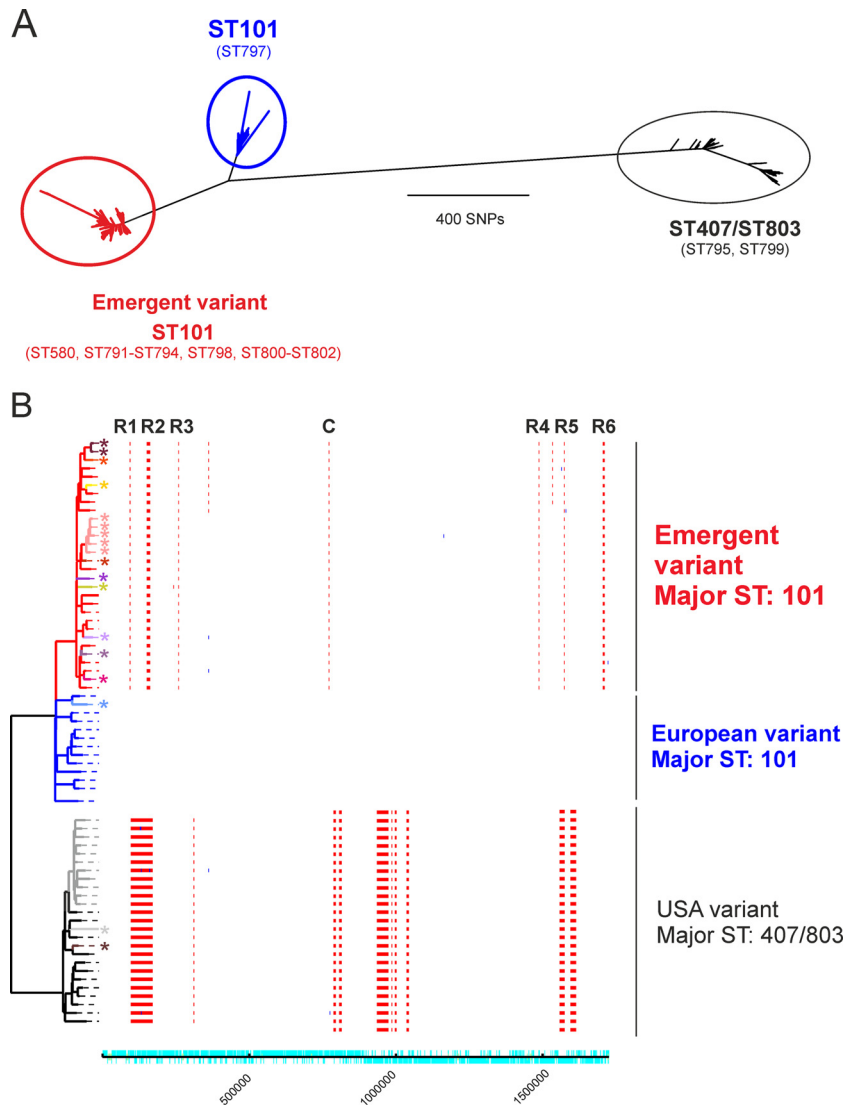 A
ST101
(ST797)
400 SNPs
ST407/ST803
(ST795, ST799)
Emergent variant
ST101
(ST580, ST791-ST794, ST798, ST800-ST802)
B
R1 R2 R3 C R4 R5 R6
* * * * * * * * * * * * * * *
Emergent
variant
Major ST: 101
*
European variant
Major ST: 101
USA variant
Major ST: 407/803
* *
500000 1000000 1500000